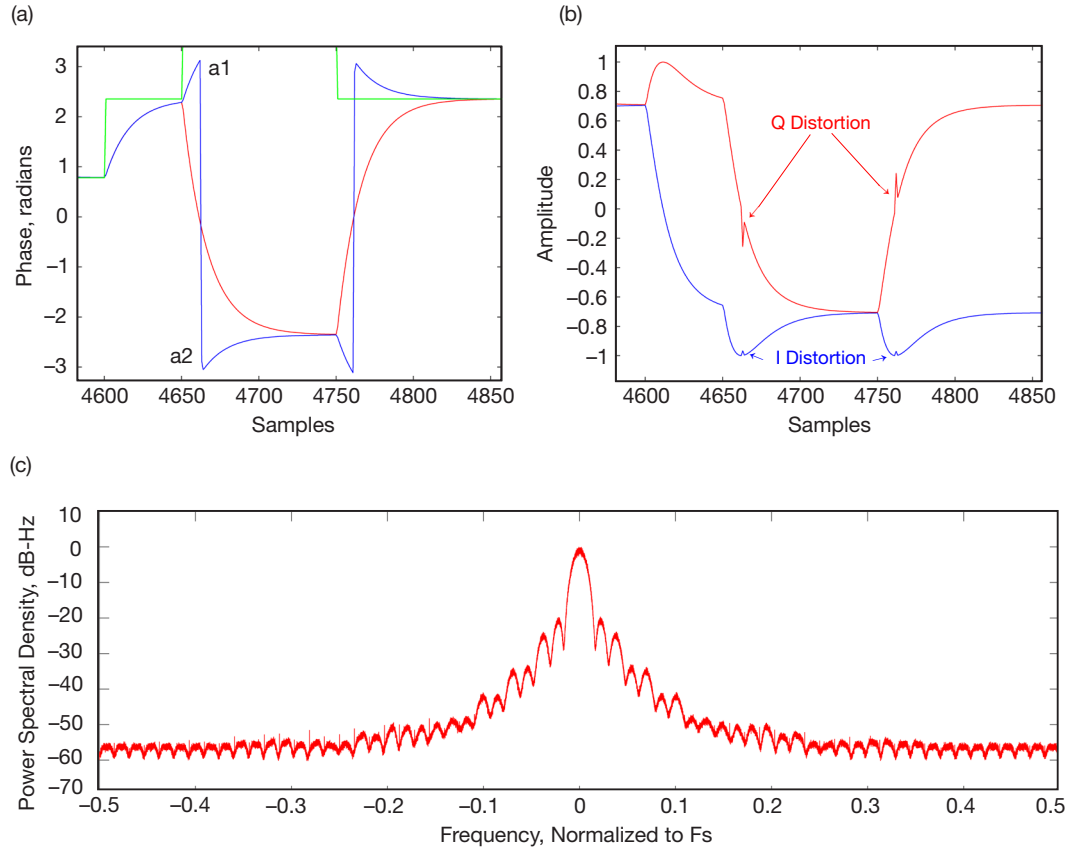 (a)
Phase, radians
3
2
1
0
−1
−2
−3
a1
a2
4600 4650 4700 4750 4800 4850
Samples
(b)
Amplitude
1
0.8
0.6
0.4
0.2
0
−0.2
−0.4
−0.6
−0.8
−1
Q Distortion
I Distortion
4600 4650 4700 4750 4800 4850
Samples
(c)
Power Spectral Density, dB-Hz
10
0
−10
−20
−30
−40
−50
−60
−70
−0.5 −0.4 −0.3 −0.2 −0.1 0 0.1 0.2 0.3 0.4 0.5
Frequency, Normalized to Fs